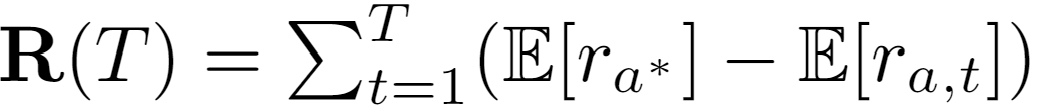 R(T) = ∑_{t=1}^{T}(𝔼[r_{a*}] − 𝔼[r_{a,t}])